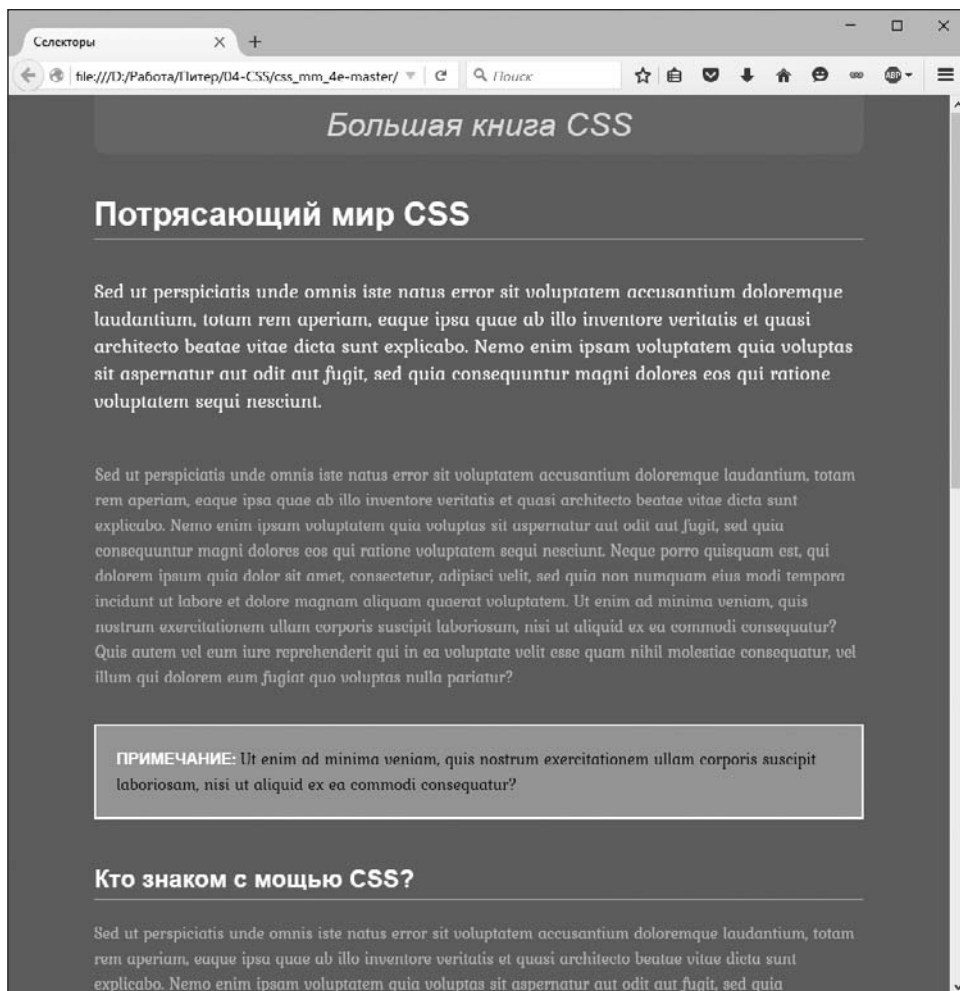 Селекторы
file:///D:/Работа/Питер/04-CSS/css_mm_4e-master/
Поиск
ABP
Большая книга CSS
Потрясающий мир CSS
Sed ut perspiciatis unde omnis iste natus error sit voluptatem accusantium doloremque
laudantium, totam rem aperiam, eaque ipsa quae ab illo inventore veritatis et quasi
architecto beatae vitae dicta sunt explicabo. Nemo enim ipsam voluptatem quia voluptas
sit aspernatur aut odit aut fugit, sed quia consequuntur magni dolores eos qui ratione
voluptatem sequi nesciunt.
Sed ut perspiciatis unde omnis iste natus error sit voluptatem accusantium doloremque laudantium, totam
rem aperiam, eaque ipsa quae ab illo inventore veritatis et quasi architecto beatae vitae dicta sunt
explicabo. Nemo enim ipsam voluptatem quia voluptas sit aspernatur aut odit aut fugit, sed quia
consequuntur magni dolores eos qui ratione voluptatem sequi nesciunt. Neque porro quisquam est, qui
dolorem ipsum quia dolor sit amet, consectetur, adipisci velit, sed quia non numquam eius modi tempora
incidunt ut labore et dolore magnam aliquam quaerat voluptatem. Ut enim ad minima veniam, quis
nostrum exercitationem ullam corporis suscipit laboriosam, nisi ut aliquid ex ea commodi consequatur?
Quis autem vel eum iure reprehenderit qui in ea voluptate velit esse quam nihil molestiae consequatur, vel
illum qui dolorem eum fugiat quo voluptas nulla pariatur?
ПРИМЕЧАНИЕ: Ut enim ad minima veniam, quis nostrum exercitationem ullam corporis suscipit
laboriosam, nisi ut aliquid ex ea commodi consequatur?
Кто знаком с мощью CSS?
Sed ut perspiciatis unde omnis iste natus error sit voluptatem accusantium doloremque laudantium, totam
rem aperiam, eaque ipsa quae ab illo inventore veritatis et quasi architecto beatae vitae dicta sunt
explicabo. Nemo enim ipsam voluptatem quia voluptas sit aspernatur aut odit aut fugit, sed quia